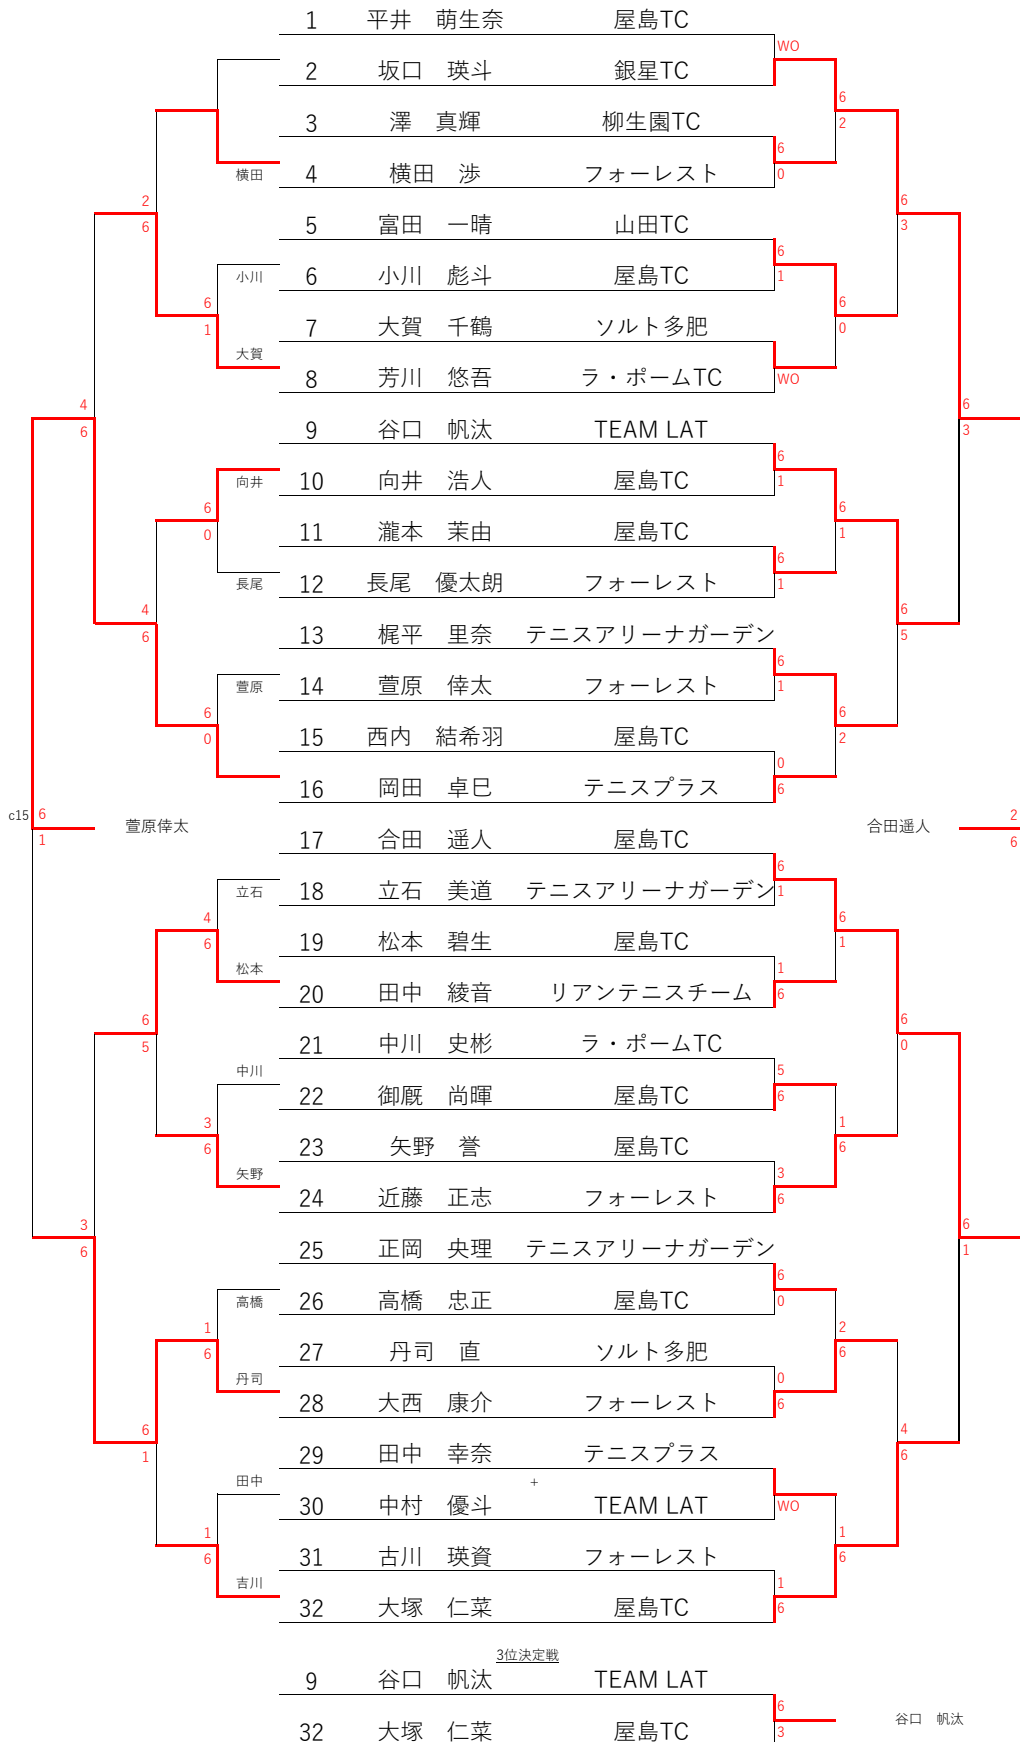 1 平井 萌生奈 屋島TC
WO
2 坂口 瑛斗 銀星TC
6
2
3 澤 真輝 柳生園TC
6
横田 4 横田 渉 フォーレスト 0
2 6
6 3
5 富田 一晴 山田TC
6
小川 6 小川 彪斗 屋島TC 1
6 6
1 0
7 大賀 千鶴 ソルト多肥
大賀
8 芳川 悠吾 ラ・ポームTC WO
4 6
6 3
9 谷口 帆汰 TEAM LAT
6
向井 10 向井 浩人 屋島TC 1
6 6
0 1
11 瀧本 茉由 屋島TC
6
長尾 12 長尾 優太朗 フォーレスト 1
4 6
6 5
13 梶平 里奈 テニスアリーナガーデン
6
萱原 14 萱原 倖太 フォーレスト 1
6 6
0 2
15 西内 結希羽 屋島TC
0
16 岡田 卓巳 テニスプラス 6
c15 6 2
萱原倖太 合田遥人
1 6
17 合田 遥人 屋島TC
6
立石 18 立石 美道 テニスアリーナガーデン 1
4 6
6 1
19 松本 碧生 屋島TC
松本 1
20 田中 綾音 リアンテニスチーム 6
6 6
5 0
21 中川 史彬 ラ・ポームTC
中川 5
22 御厩 尚暉 屋島TC 6
3 1
6 6
23 矢野 誉 屋島TC
矢野 3
24 近藤 正志 フォーレスト 6
3 6
6 1
25 正岡 央理 テニスアリーナガーデン
6
高橋 26 高橋 忠正 屋島TC 0
1 2
6 6
27 丹司 直 ソルト多肥
丹司 0
28 大西 康介 フォーレスト 6
6 4
1 6
29 田中 幸奈 テニスプラス
田中 +
30 中村 優斗 TEAM LAT WO
1 1
6 6
31 古川 瑛資 フォーレスト
吉川 1
32 大塚 仁菜 屋島TC 6
3位決定戦
9 谷口 帆汰 TEAM LAT
6
谷口 帆汰
32 大塚 仁菜 屋島TC 3